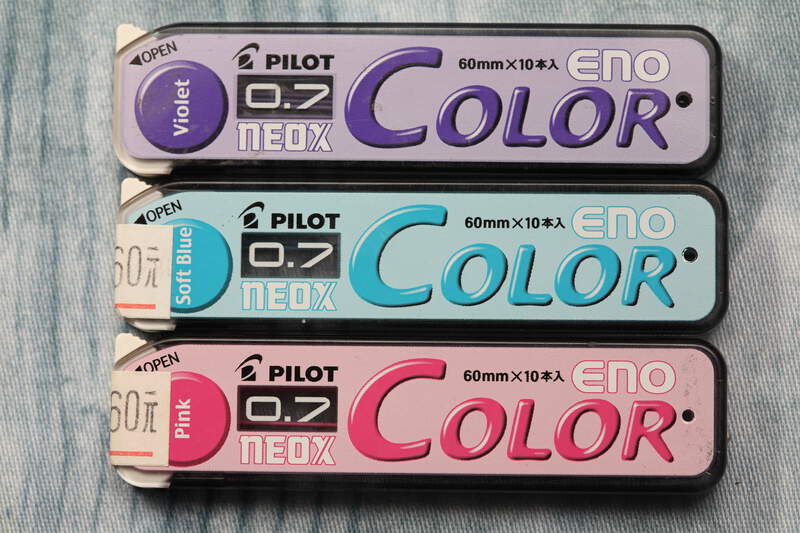 OPEN
Violet
PILOT
0.7
neox
COLOR
60mm×10本入
ENO
OPEN
60元
Soft Blue
PILOT
0.7
neox
COLOR
60mm×10本入
ENO
OPEN
60元
Pink
PILOT
0.7
neox
COLOR
60mm×10本入
ENO